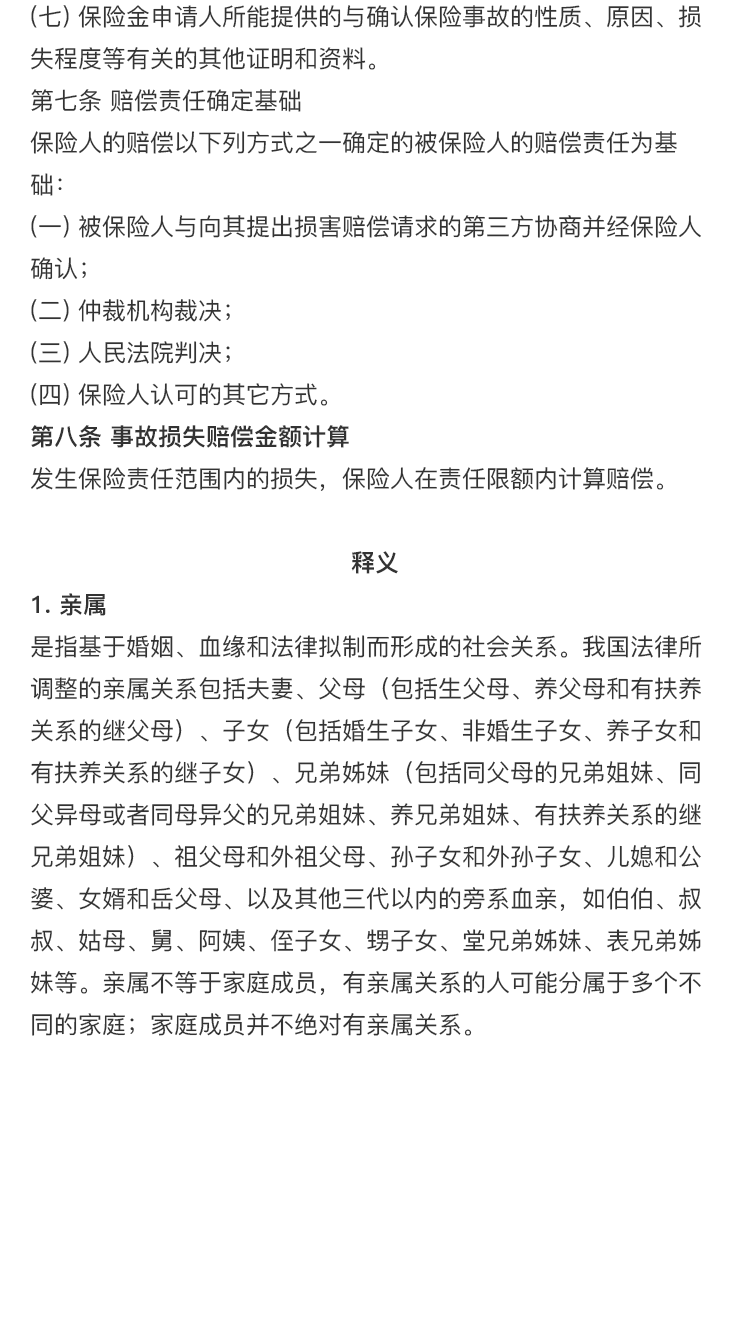 (七) 保险金申请人所能提供的与确认保险事故的性质、原因、损
失程度等有关的其他证明和资料。
第七条 赔偿责任确定基础
保险人的赔偿以下列方式之一确定的被保险人的赔偿责任为基
础：
(一) 被保险人与向其提出损害赔偿请求的第三方协商并经保险人
确认；
(二) 仲裁机构裁决；
(三) 人民法院判决；
(四) 保险人认可的其它方式。
第八条 事故损失赔偿金额计算
发生保险责任范围内的损失，保险人在责任限额内计算赔偿。
释义
1. 亲属
是指基于婚姻、血缘和法律拟制而形成的社会关系。我国法律所
调整的亲属关系包括夫妻、父母（包括生父母、养父母和有扶养
关系的继父母）、子女（包括婚生子女、非婚生子女、养子女和
有扶养关系的继子女）、兄弟姊妹（包括同父母的兄弟姐妹、同
父异母或者同母异父的兄弟姐妹、养兄弟姐妹、有扶养关系的继
兄弟姐妹）、祖父母和外祖父母、孙子女和外孙子女、儿媳和公
婆、女婿和岳父母、以及其他三代以内的旁系血亲，如伯伯、叔
叔、姑母、舅、阿姨、侄子女、甥子女、堂兄弟姊妹、表兄弟姊
妹等。亲属不等于家庭成员，有亲属关系的人可能分属于多个不
同的家庭；家庭成员并不绝对有亲属关系。